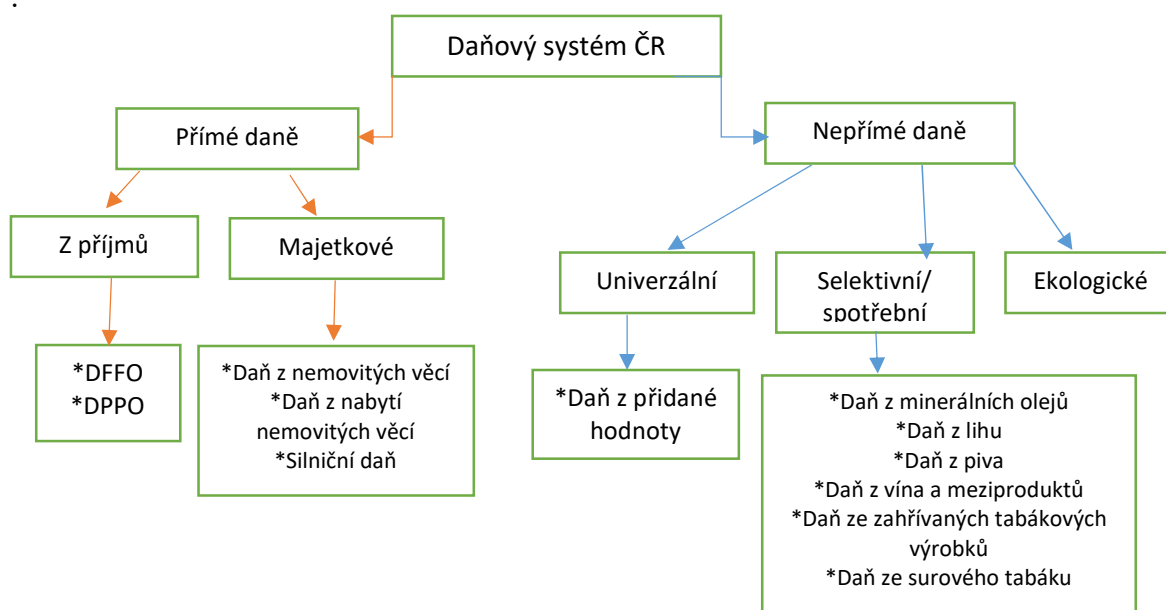 .
Daňový systém ČR
Přímé daně
Nepřímé daně
Z příjmů
Majetkové
Univerzální
Selektivní/
spotřební
Ekologické
*DFFO
*DPPO
*Daň z nemovitých věcí
*Daň z nabytí
nemovitých věcí
*Silniční daň
*Daň z přidané
hodnoty
*Daň z minerálních olejů
*Daň z lihu
*Daň z piva
*Daň z vína a meziproduktů
*Daň ze zahřívaných tabákových
výrobků
*Daň ze surového tabáku